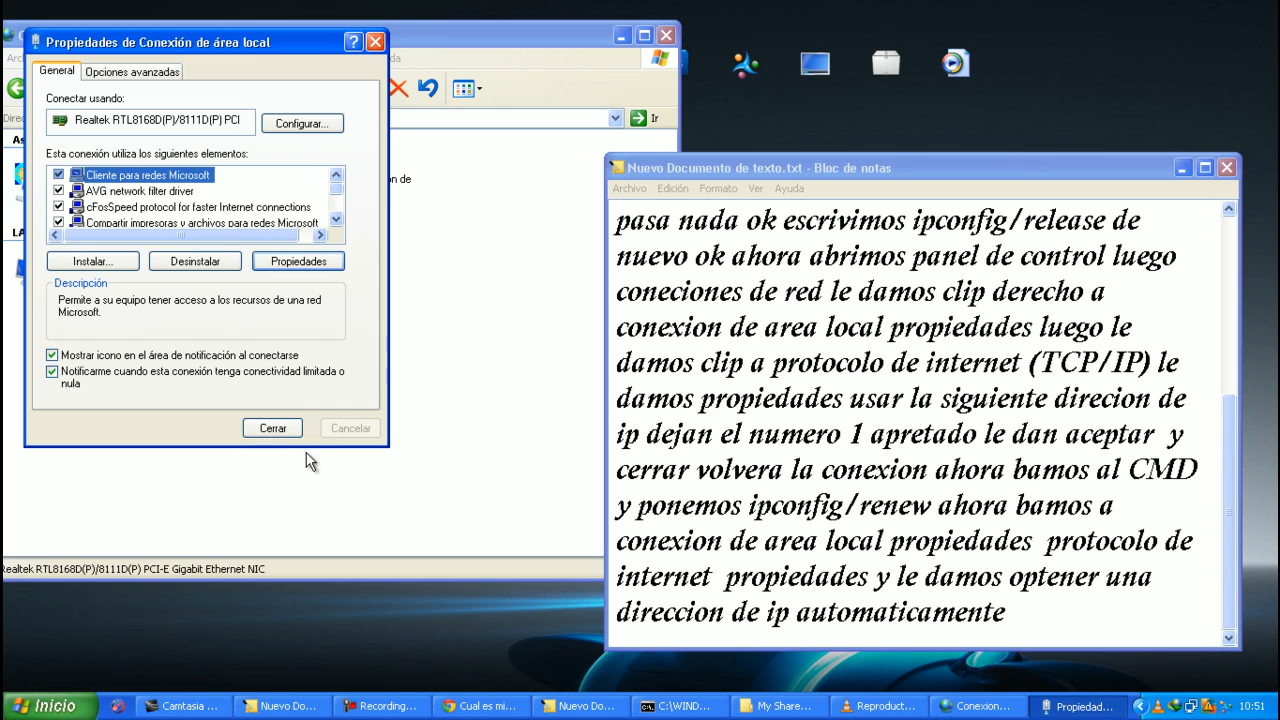 Propiedades de Conexión de área local
General
Opciones avanzadas
Conectar usando:
Realtek RTL8168D(P)/8111D(P) PCI
Configurar...
Esta conexión utiliza los siguientes elementos:
Cliente para redes Microsoft
AVG network filter driver
cFosSpeed protocol for faster Internet connections
Compartir impresoras y archivos para redes Microsoft
Instalar...
Desinstalar
Propiedades
Descripción
Permite a su equipo tener acceso a los recursos de una red
Microsoft.
Mostrar icono en el área de notificación al conectarse
Notificarme cuando esta conexión tenga conectividad limitada o
nula
Cerrar
Cancelar
Ir
Realtek RTL8168D(P)/8111D(P) PCI-E Gigabit Ethernet NIC
Nuevo Documento de texto.txt - Bloc de notas
Archivo Edición Formato Ver Ayuda
pasa nada ok escrivimos ipconfig/release de
nuevo ok ahora abrimos panel de control luego
coneciones de red le damos clip derecho a
conexion de area local propiedades luego le
damos clip a protocolo de internet (TCP/IP) le
damos propiedades usar la siguiente direcion de
ip dejan el numero 1 apretado le dan aceptar y
cerrar volvera la conexion ahora bamos al CMD
y ponemos ipconfig/renew ahora bamos a
conexion de area local propiedades protocolo de
internet propiedades y le damos optener una
direccion de ip automaticamente
Inicio
Camtasia ...
Nuevo Do...
Recording...
Cual es mi...
Nuevo Do...
C:\WIND...
My Share...
Reproduct...
Conexion...
Propiedad...
10:51